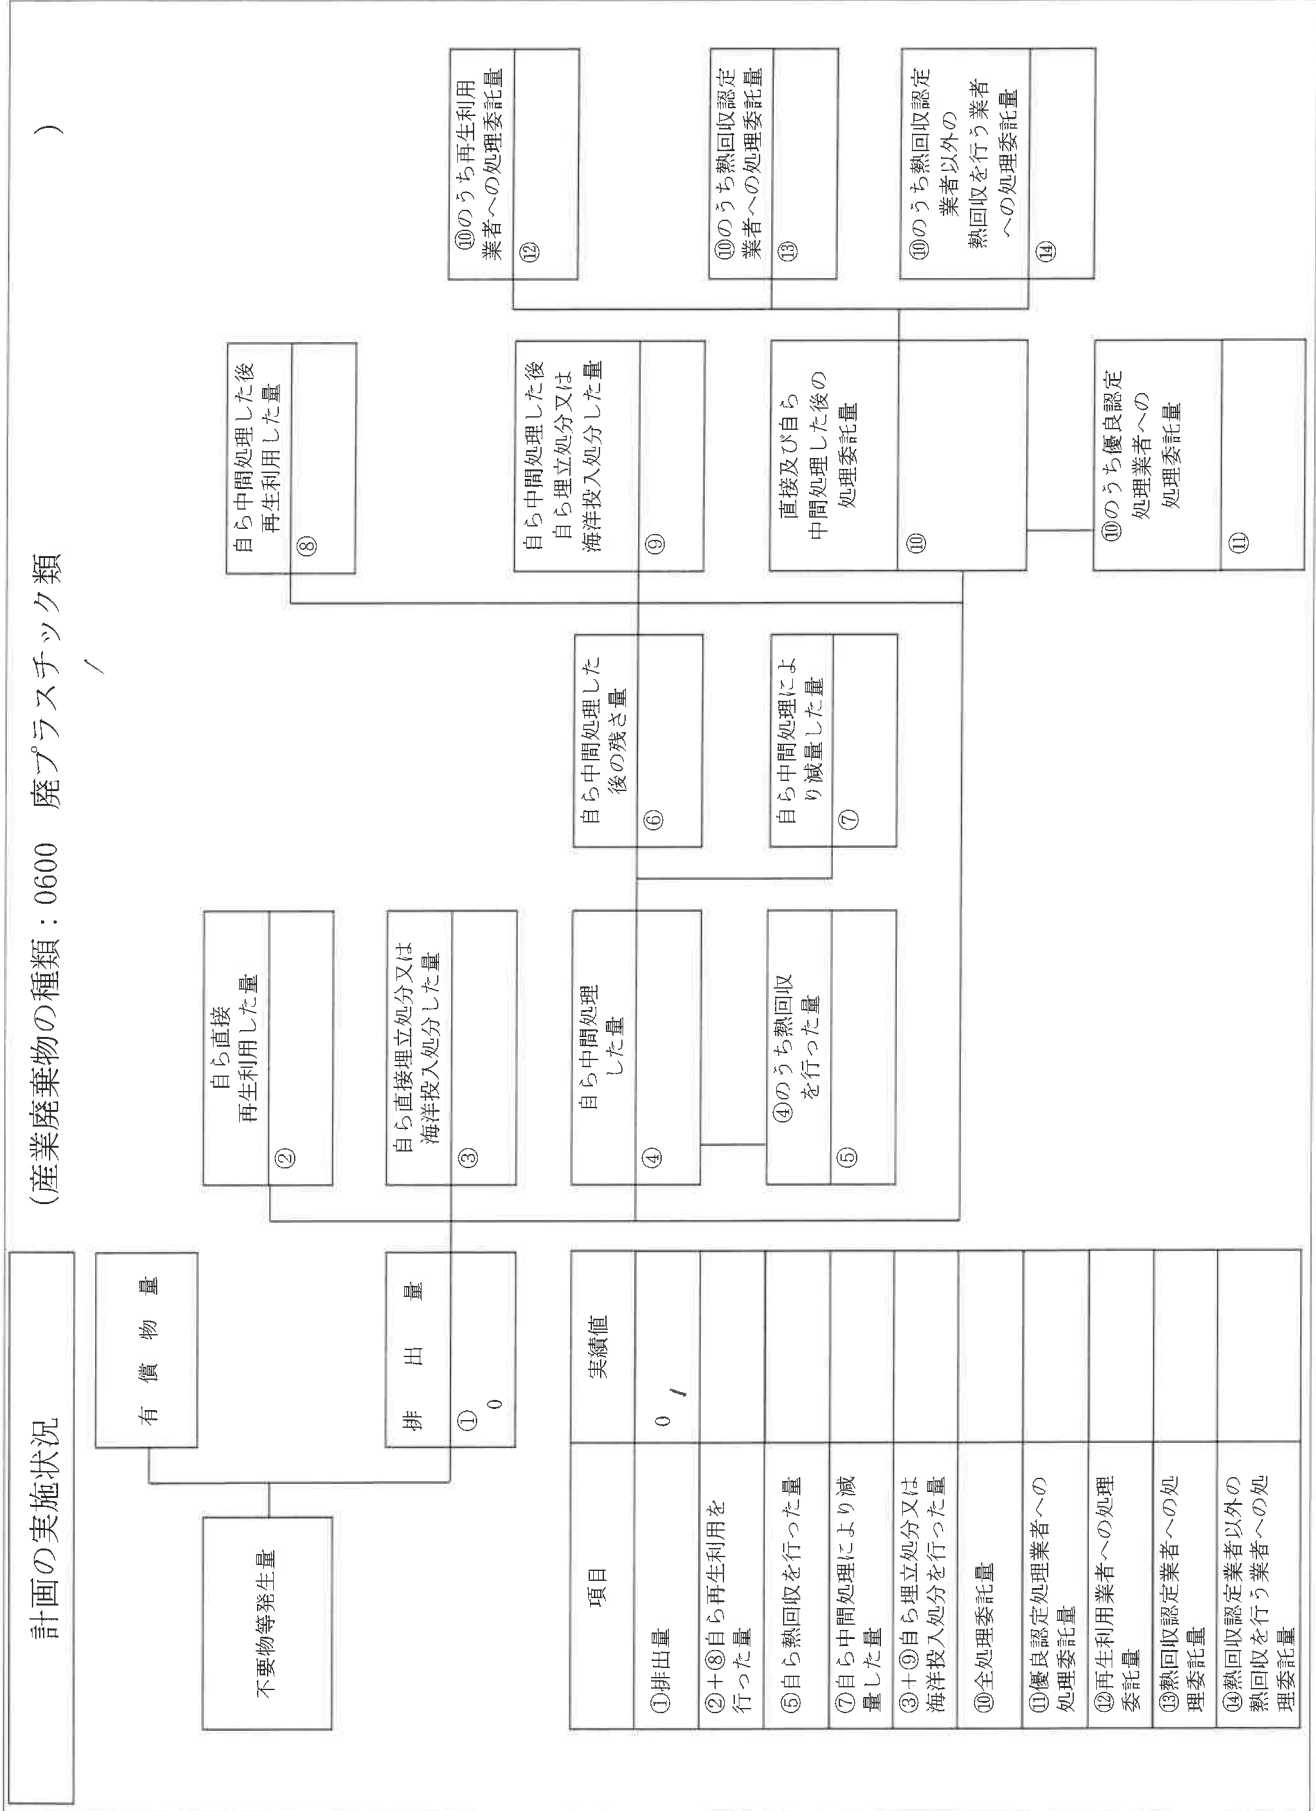 計画の実施状況
(産業廃棄物の種類：0600　廃プラスチック類　)
不要物等発生量
有償物量
排出量
①
0
自ら直接
再生利用した量
②
自ら直接埋立処分又は
海洋投入処分した量
③
自ら中間処理
した量
④
④のうち熱回収
を行った量
⑤
自ら中間処理した
後の残さ量
⑥
自ら中間処理によ
り減量した量
⑦
自ら中間処理した後
再生利用した量
⑧
自ら中間処理した後
自ら埋立処分又は
海洋投入処分した量
⑨
直接及び自ら
中間処理した後の
処理委託量
⑩
⑩のうち優良認定
処理業者への
処理委託量
⑪
⑩のうち再生利用
業者への処理委託量
⑫
⑩のうち熱回収認定
業者への処理委託量
⑬
⑩のうち熱回収認定
業者以外の
熱回収を行う業者
への処理委託量
⑭
項目 実績値
①排出量 0
②+⑧自ら再生利用を
行った量
⑤自ら熱回収を行った量
⑦自ら中間処理により減
量した量
③+⑨自ら埋立処分又は
海洋投入処分を行った量
⑩全処理委託量
⑪優良認定処理業者への
処理委託量
⑫再生利用業者への処理
委託量
⑬熱回収認定業者への処
理委託量
⑭熱回収認定業者以外の
熱回収を行う業者への処
理委託量